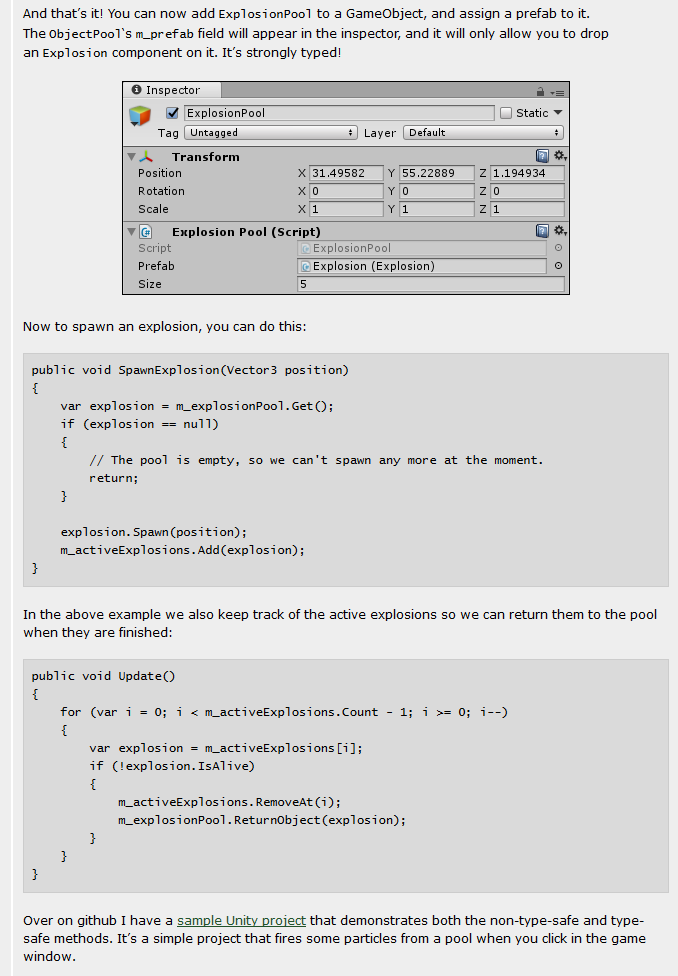 And that's it! You can now add ExplosionPool to a GameObject, and assign a prefab to it.
The ObjectPool`s m_prefab field will appear in the inspector, and it will only allow you to drop
an Explosion component on it. It's strongly typed!
Inspector
ExplosionPool Static
Tag Untagged Layer Default
Transform
Position X 31.49582 Y 55.22889 Z 1.194934
Rotation X 0 Y 0 Z 0
Scale X 1 Y 1 Z 1
Explosion Pool (Script)
Script ExplosionPool
Prefab Explosion (Explosion)
Size 5
Now to spawn an explosion, you can do this:
public void SpawnExplosion(Vector3 position)
{
    var explosion = m_explosionPool.Get();
    if (explosion == null)
    {
        // The pool is empty, so we can't spawn any more at the moment.
        return;
    }
    explosion.Spawn(position);
    m_activeExplosions.Add(explosion);
}
In the above example we also keep track of the active explosions so we can return them to the pool
when they are finished:
public void Update()
{
    for (var i = 0; i < m_activeExplosions.Count - 1; i >= 0; i--)
    {
        var explosion = m_activeExplosions[i];
        if (!explosion.IsAlive)
        {
            m_activeExplosions.RemoveAt(i);
            m_explosionPool.ReturnObject(explosion);
        }
    }
}
Over on github I have a sample Unity project that demonstrates both the non-type-safe and type-
safe methods. It's a simple project that fires some particles from a pool when you click in the game
window.